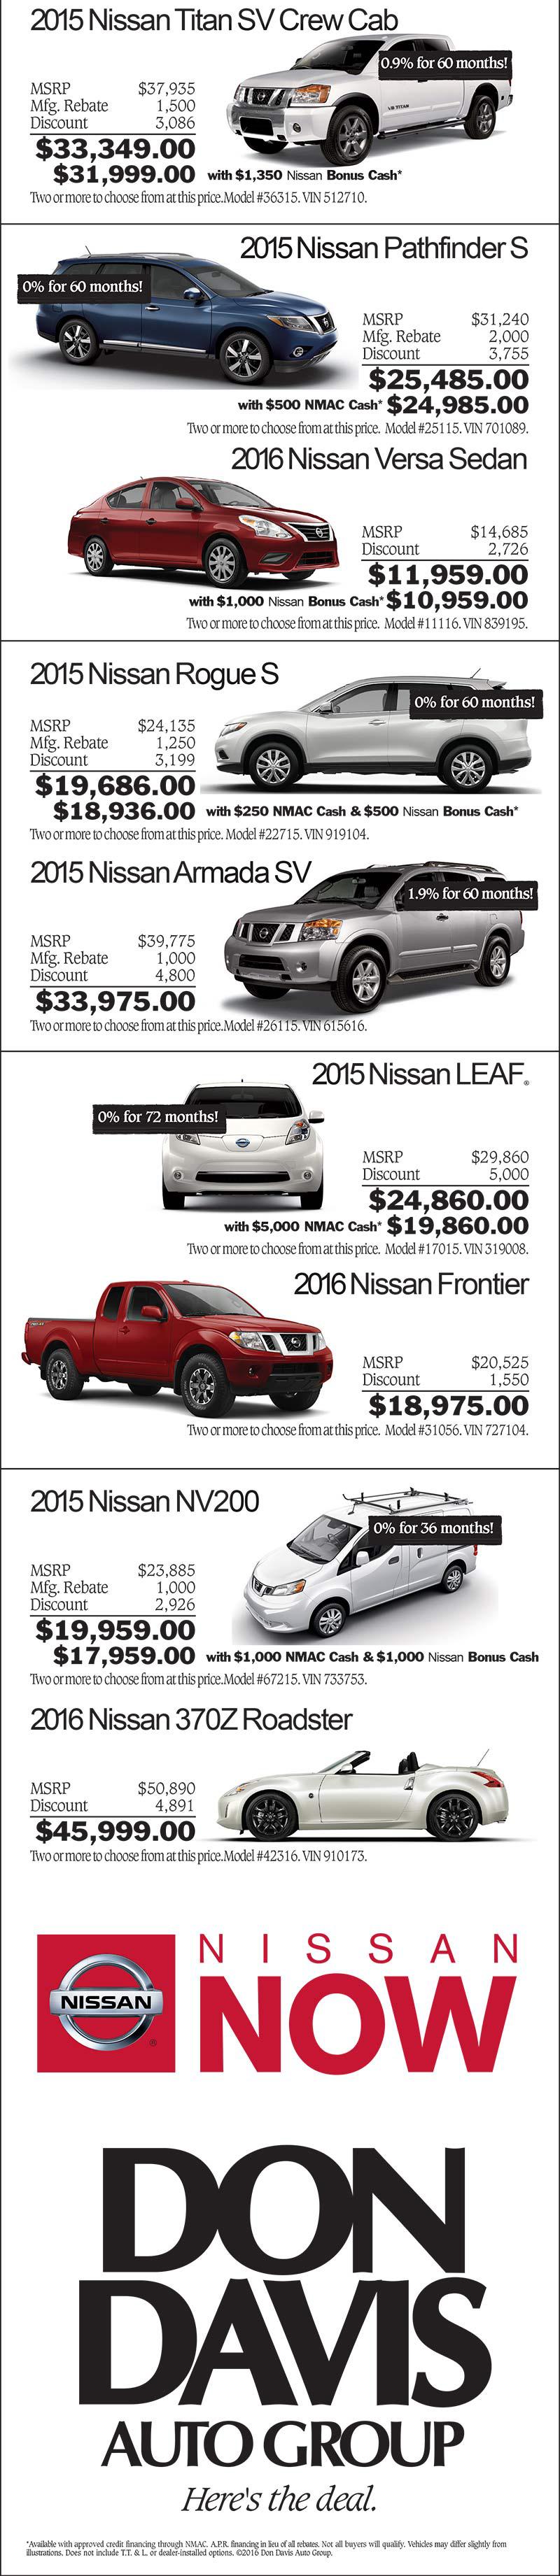 2015 Nissan Titan SV Crew Cab
0.9% for 60 months!
MSRP $37,935
Mfg. Rebate 1,500
Discount 3,086
$33,349.00
$31,999.00 with $1,350 Nissan Bonus Cash*
Two or more to choose from at this price. Model #36315. VIN 512710.
V8 TITAN
2015 Nissan Pathfinder S
0% for 60 months!
MSRP $31,240
Mfg. Rebate 2,000
Discount 3,755
$25,485.00
with $500 NMAC Cash* $24,985.00
Two or more to choose from at this price. Model #25115. VIN 701089.
2016 Nissan Versa Sedan
MSRP $14,685
Discount 2,726
$11,959.00
with $1,000 Nissan Bonus Cash* $10,959.00
Two or more to choose from at this price. Model #11116. VIN 839195.
2015 Nissan Rogue S
0% for 60 months!
MSRP $24,135
Mfg. Rebate 1,250
Discount 3,199
$19,686.00
$18,936.00 with $250 NMAC Cash & $500 Nissan Bonus Cash*
Two or more to choose from at this price. Model #22715. VIN 919104.
2015 Nissan Armada SV
1.9% for 60 months!
MSRP $39,775
Mfg. Rebate 1,000
Discount 4,800
$33,975.00
Two or more to choose from at this price. Model #26115. VIN 615616.
2015 Nissan LEAF®
0% for 72 months!
MSRP $29,860
Discount 5,000
$24,860.00
with $5,000 NMAC Cash* $19,860.00
Two or more to choose from at this price. Model #17015. VIN 319008.
2016 Nissan Frontier
MSRP $20,525
Discount 1,550
$18,975.00
Two or more to choose from at this price. Model #31056. VIN 727104.
2015 Nissan NV200
0% for 36 months!
MSRP $23,885
Mfg. Rebate 1,000
Discount 2,926
$19,959.00
$17,959.00 with $1,000 NMAC Cash & $1,000 Nissan Bonus Cash
Two or more to choose from at this price. Model #67215. VIN 733753.
2016 Nissan 370Z Roadster
MSRP $50,890
Discount 4,891
$45,999.00
Two or more to choose from at this price. Model #42316. VIN 910173.
NISSAN
NISSAN ®
NOW
DON
DAVIS
AUTO GROUP
Here's the deal.
*Available with approved credit financing through NMAC. A.P.R. financing in lieu of all rebates. Not all buyers will qualify. Vehicles may differ slightly from
illustrations. Does not include T.T. & L. or dealer-installed options. ©2016 Don Davis Auto Group.